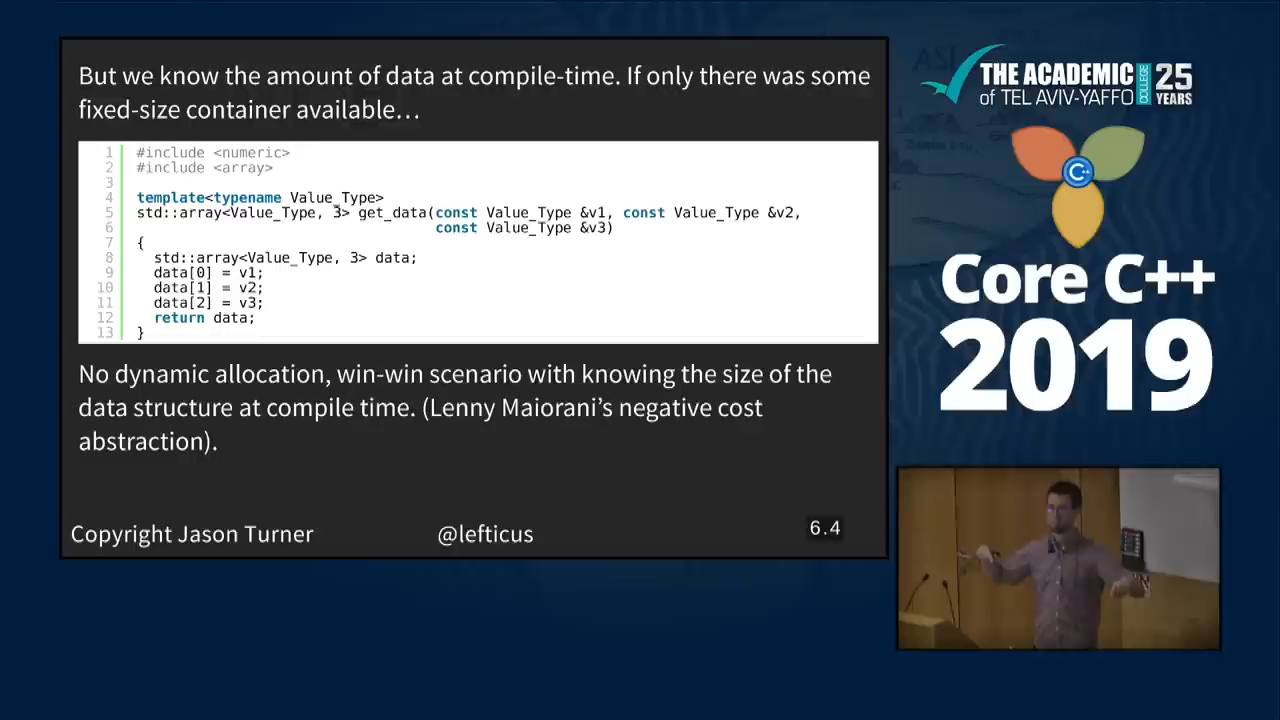 But we know the amount of data at compile-time. If only there was some
fixed-size container available…
1 #include <numeric>
2 #include <array>
3
4 template<typename Value_Type>
5 std::array<Value_Type, 3> get_data(const Value_Type &v1, const Value_Type &v2,
6 const Value_Type &v3)
7 {
8 std::array<Value_Type, 3> data;
9 data[0] = v1;
10 data[1] = v2;
11 data[2] = v3;
12 return data;
13 }
No dynamic allocation, win-win scenario with knowing the size of the
data structure at compile time. (Lenny Maiorani's negative cost
abstraction).
Copyright Jason Turner
@lefticus
6.4
THE ACADEMIC
of TEL AVIV-YAFFO
COLLEGE
25
YEARS
C++
Core C++
2019